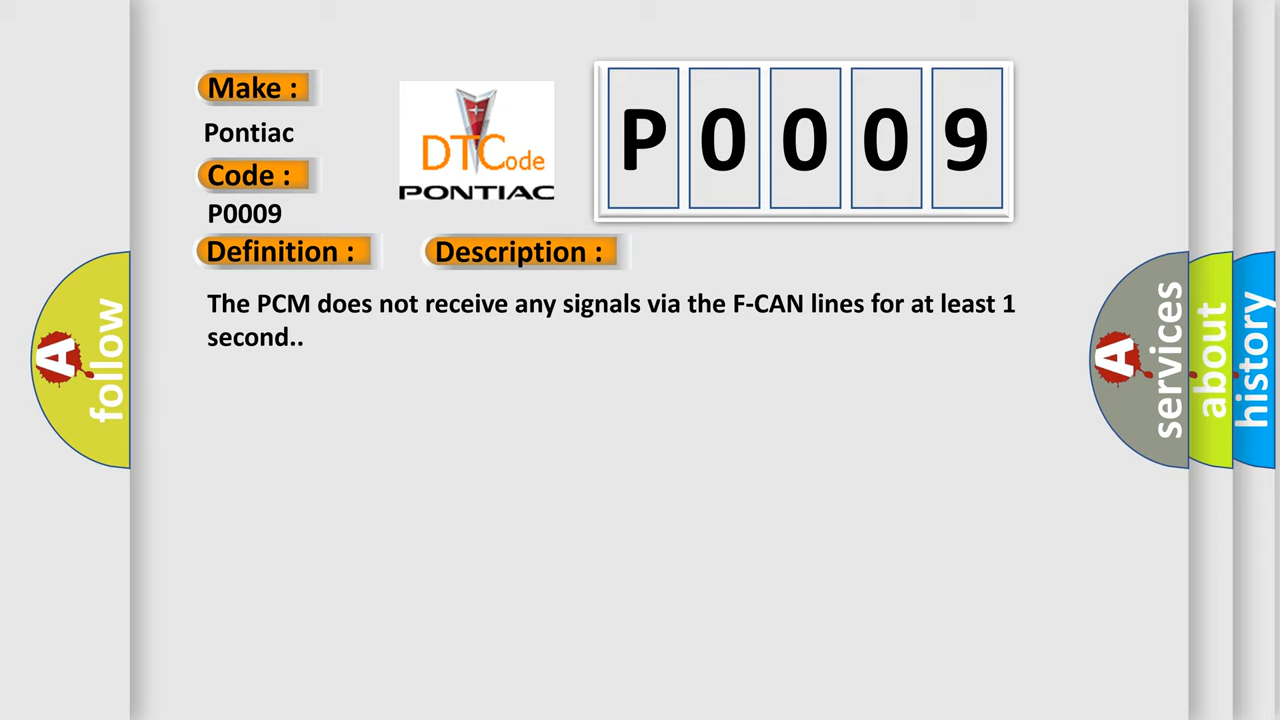 Make :
Pontiac
Code :
P0009
Definition :
Description :
The PCM does not receive any signals via the F-CAN lines for at least 1
second..
DTCode
PONTIAC
P0009
A
follow
A
services
about
history